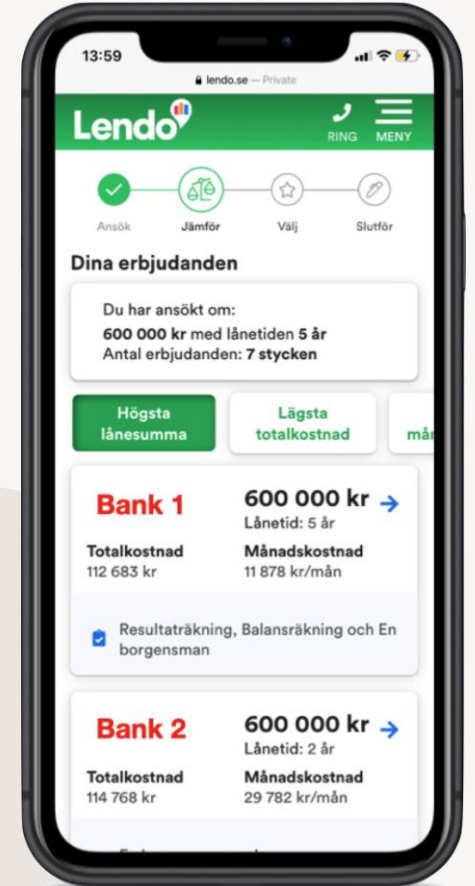 13:59
lendo.se — Private
Lendo
RING MENY
Ansök Jämför Välj Slutför
Dina erbjudanden
Du har ansökt om:
600 000 kr med lånetiden 5 år
Antal erbjudanden: 7 stycken
Högsta lånesumma
Lägsta totalkostnad
Bank 1
600 000 kr
Lånetid: 5 år
Totalkostnad Månadskostnad
112 683 kr 11 878 kr/mån
Resultaträkning, Balansräkning och En
borgensman
Bank 2
600 000 kr
Lånetid: 2 år
Totalkostnad Månadskostnad
114 768 kr 29 782 kr/mån